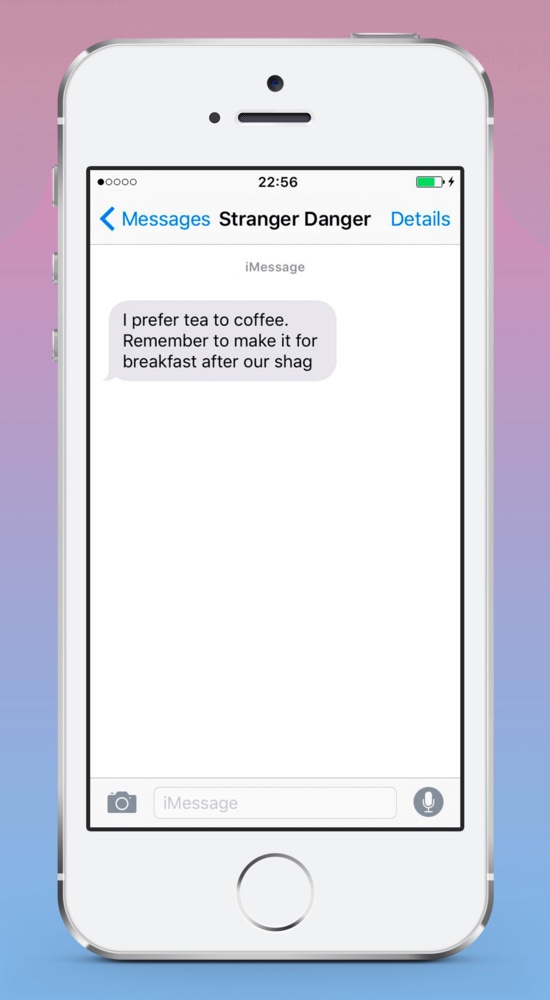 22:56
Messages Stranger Danger Details
iMessage
I prefer tea to coffee.
Remember to make it for
breakfast after our shag
iMessage